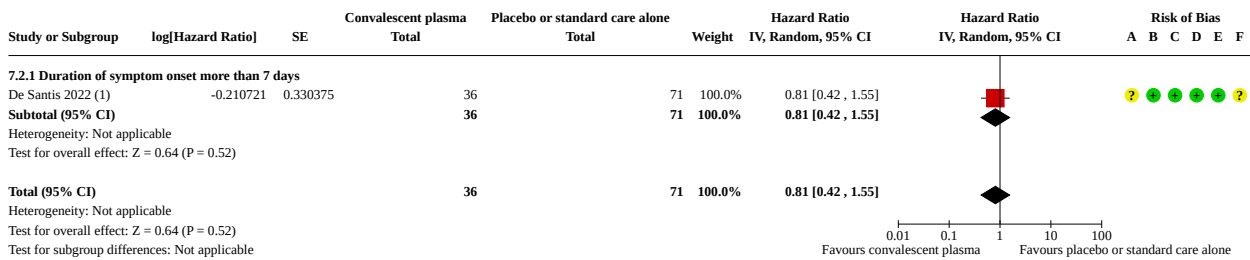 Convalescent plasma Placebo or standard care alone Hazard Ratio Hazard Ratio Risk of Bias
Study or Subgroup log[Hazard Ratio] SE Total Total Weight IV, Random, 95% CI IV, Random, 95% CI A B C D E F
7.2.1 Duration of symptom onset more than 7 days
De Santis 2022 (1) -0.210721 0.330375 36 71 100.0% 0.81 [0.42 , 1.55] ? + + + + ?
Subtotal (95% CI) 36 71 100.0% 0.81 [0.42 , 1.55]
Heterogeneity: Not applicable
Test for overall effect: Z = 0.64 (P = 0.52)
Total (95% CI) 36 71 100.0% 0.81 [0.42 , 1.55]
Heterogeneity: Not applicable
Test for overall effect: Z = 0.64 (P = 0.52)
Test for subgroup differences: Not applicable
0.01 0.1 1 10 100
Favours convalescent plasma Favours placebo or standard care alone